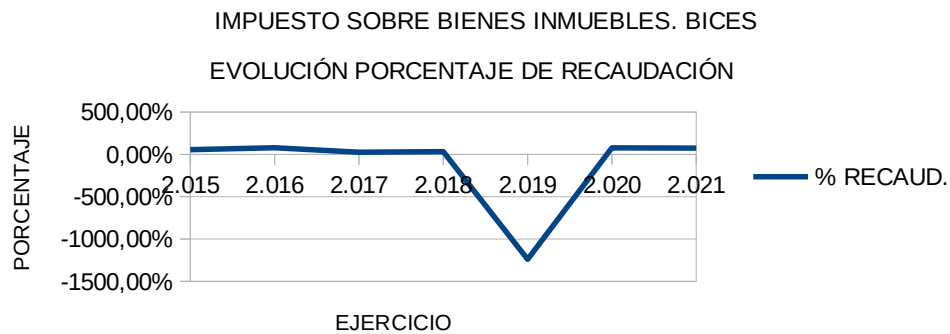 IMPUESTO SOBRE BIENES INMUEBLES. BICES
EVOLUCIÓN PORCENTAJE DE RECAUDACIÓN
PORCENTAJE
500,00%
0,00%
-500,00%
-1000,00%
-1500,00%
2.015 2.016 2.017 2.018 2.019 2.020 2.021
% RECAUD.
EJERCICIO